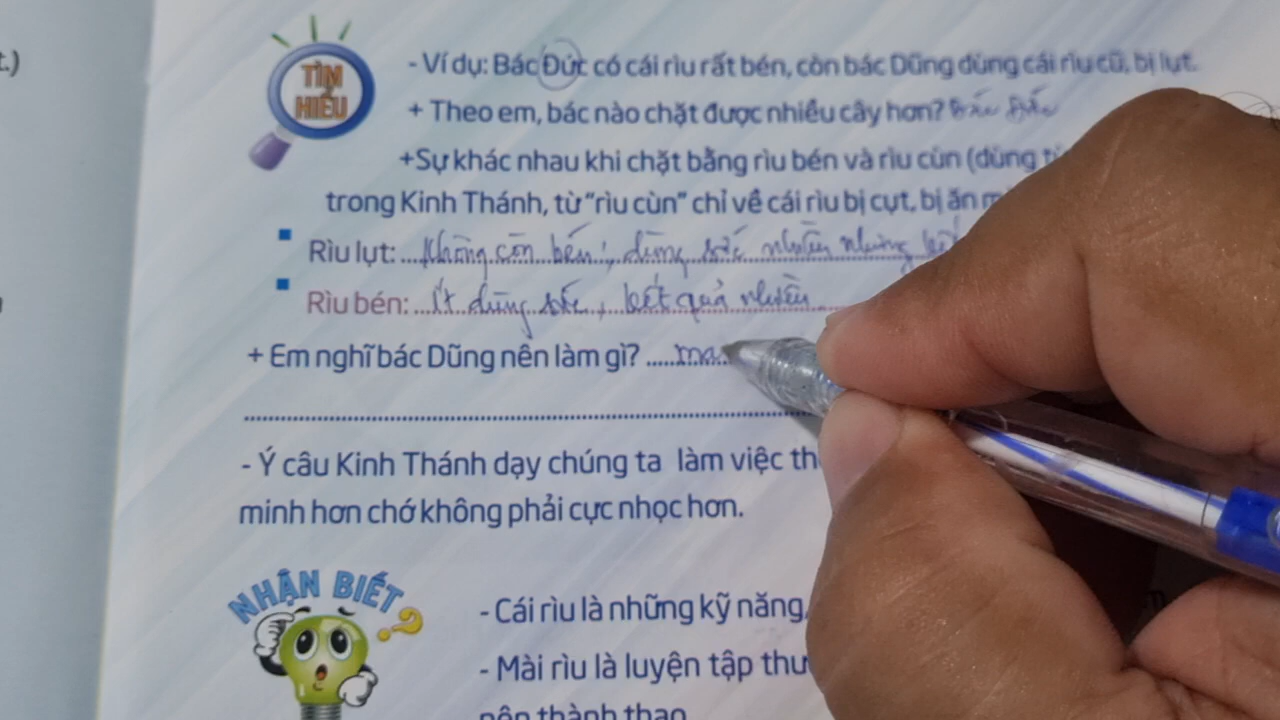 t.)
TÌM
HIỂU
- Ví dụ: Bác Đức có cái rìu rất bén, còn bác Dũng dùng cái rìu cũ, bị lụt.
+ Theo em, bác nào chặt được nhiều cây hơn? Bác Đức
+Sự khác nhau khi chặt bằng rìu bén và rìu cùn (dùng
trong Kinh Thánh, từ "rìu cùn" chỉ về cái rìu bị cụt, bị ăn
Rìu lụt: không còn bén, dùng sức nhiều nhưng kết
Rìu bén: Ít dùng sức, kết quả nhiều
+ Em nghĩ bác Dũng nên làm gì? ma
- Ý câu Kinh Thánh dạy chúng ta làm việc th
minh hơn chớ không phải cực nhọc hơn.
NHẬN BIẾT
- Cái rìu là những kỹ năng,
- Mài rìu là luyện tập thư
nên thành thạo